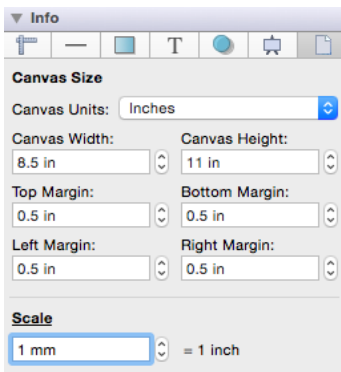 Info
T
Canvas Size
Canvas Units: Inches
Canvas Width: Canvas Height:
8.5 in 11 in
Top Margin: Bottom Margin:
0.5 in 0.5 in
Left Margin: Right Margin:
0.5 in 0.5 in
Scale
1 mm = 1 inch